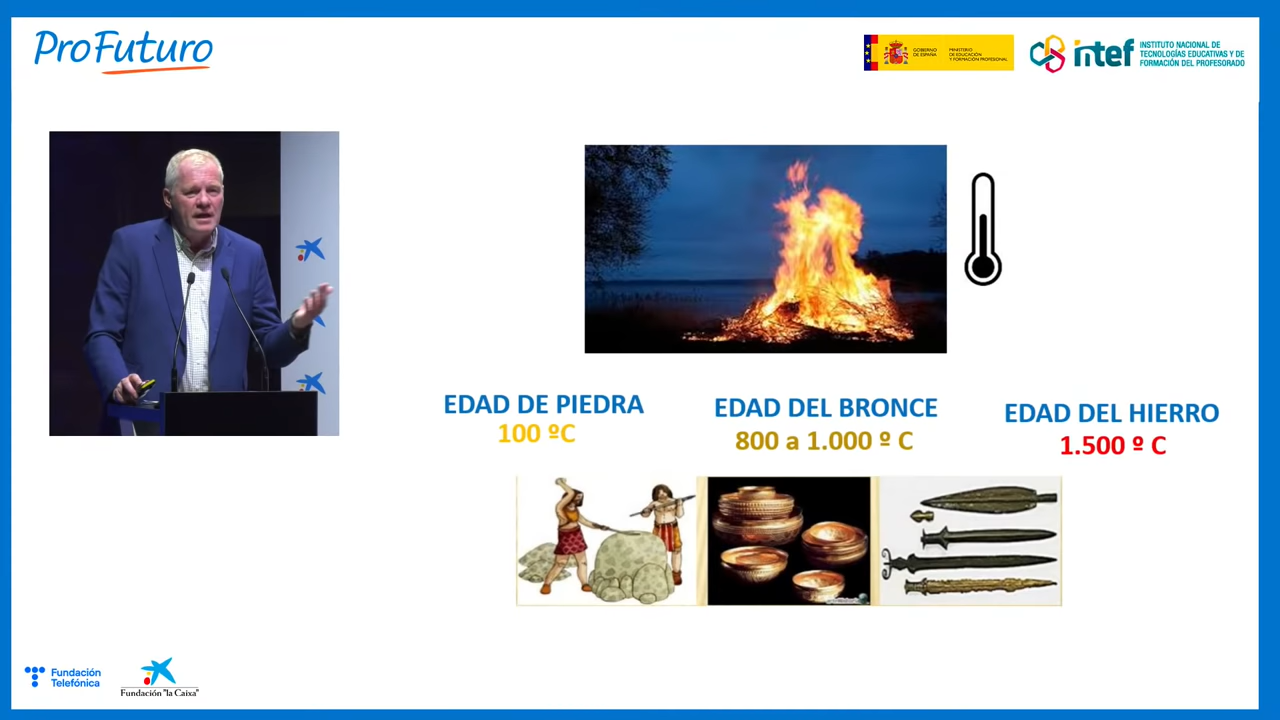 ProFuturo
GOBIERNO
DE ESPAÑA
MINISTERIO
DE EDUCACIÓN
Y FORMACIÓN PROFESIONAL
intef
INSTITUTO NACIONAL DE
TECNOLOGÍAS EDUCATIVAS Y DE
FORMACIÓN DEL PROFESORADO
EDAD DE PIEDRA
100 ºC
EDAD DEL BRONCE
800 a 1.000 º C
EDAD DEL HIERRO
1.500 º C
Fundación
Telefónica
Fundación "la Caixa"